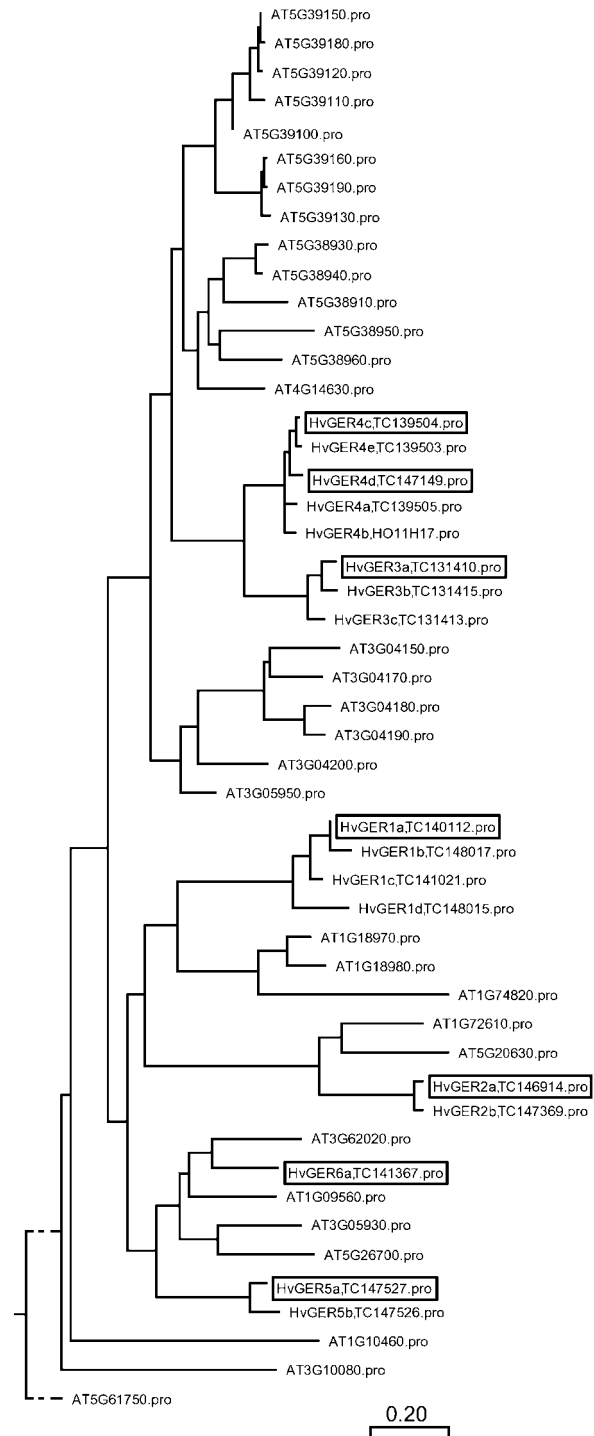 AT5G39150.pro
AT5G39180.pro
AT5G39120.pro
AT5G39110.pro
AT5G39100.pro
AT5G39160.pro
AT5G39190.pro
AT5G39130.pro
AT5G38930.pro
AT5G38940.pro
AT5G38910.pro
AT5G38950.pro
AT5G38960.pro
AT4G14630.pro
HvGER4c,TC139504.pro
HvGER4e,TC139503.pro
HvGER4d,TC147149.pro
HvGER4a,TC139505.pro
HvGER4b,HO11H17.pro
HvGER3a,TC131410.pro
HvGER3b,TC131415.pro
HvGER3c,TC131413.pro
AT3G04150.pro
AT3G04170.pro
AT3G04180.pro
AT3G04190.pro
AT3G04200.pro
AT3G05950.pro
HvGER1a,TC140112.pro
HvGER1b,TC148017.pro
HvGER1c,TC141021.pro
HvGER1d,TC148015.pro
AT1G18970.pro
AT1G18980.pro
AT1G74820.pro
AT1G72610.pro
AT5G20630.pro
HvGER2a,TC146914.pro
HvGER2b,TC147369.pro
AT3G62020.pro
HvGER6a,TC141367.pro
AT1G09560.pro
AT3G05930.pro
AT5G26700.pro
HvGER5a,TC147527.pro
HvGER5b,TC147526.pro
AT1G10460.pro
AT3G10080.pro
AT5G61750.pro
0.20